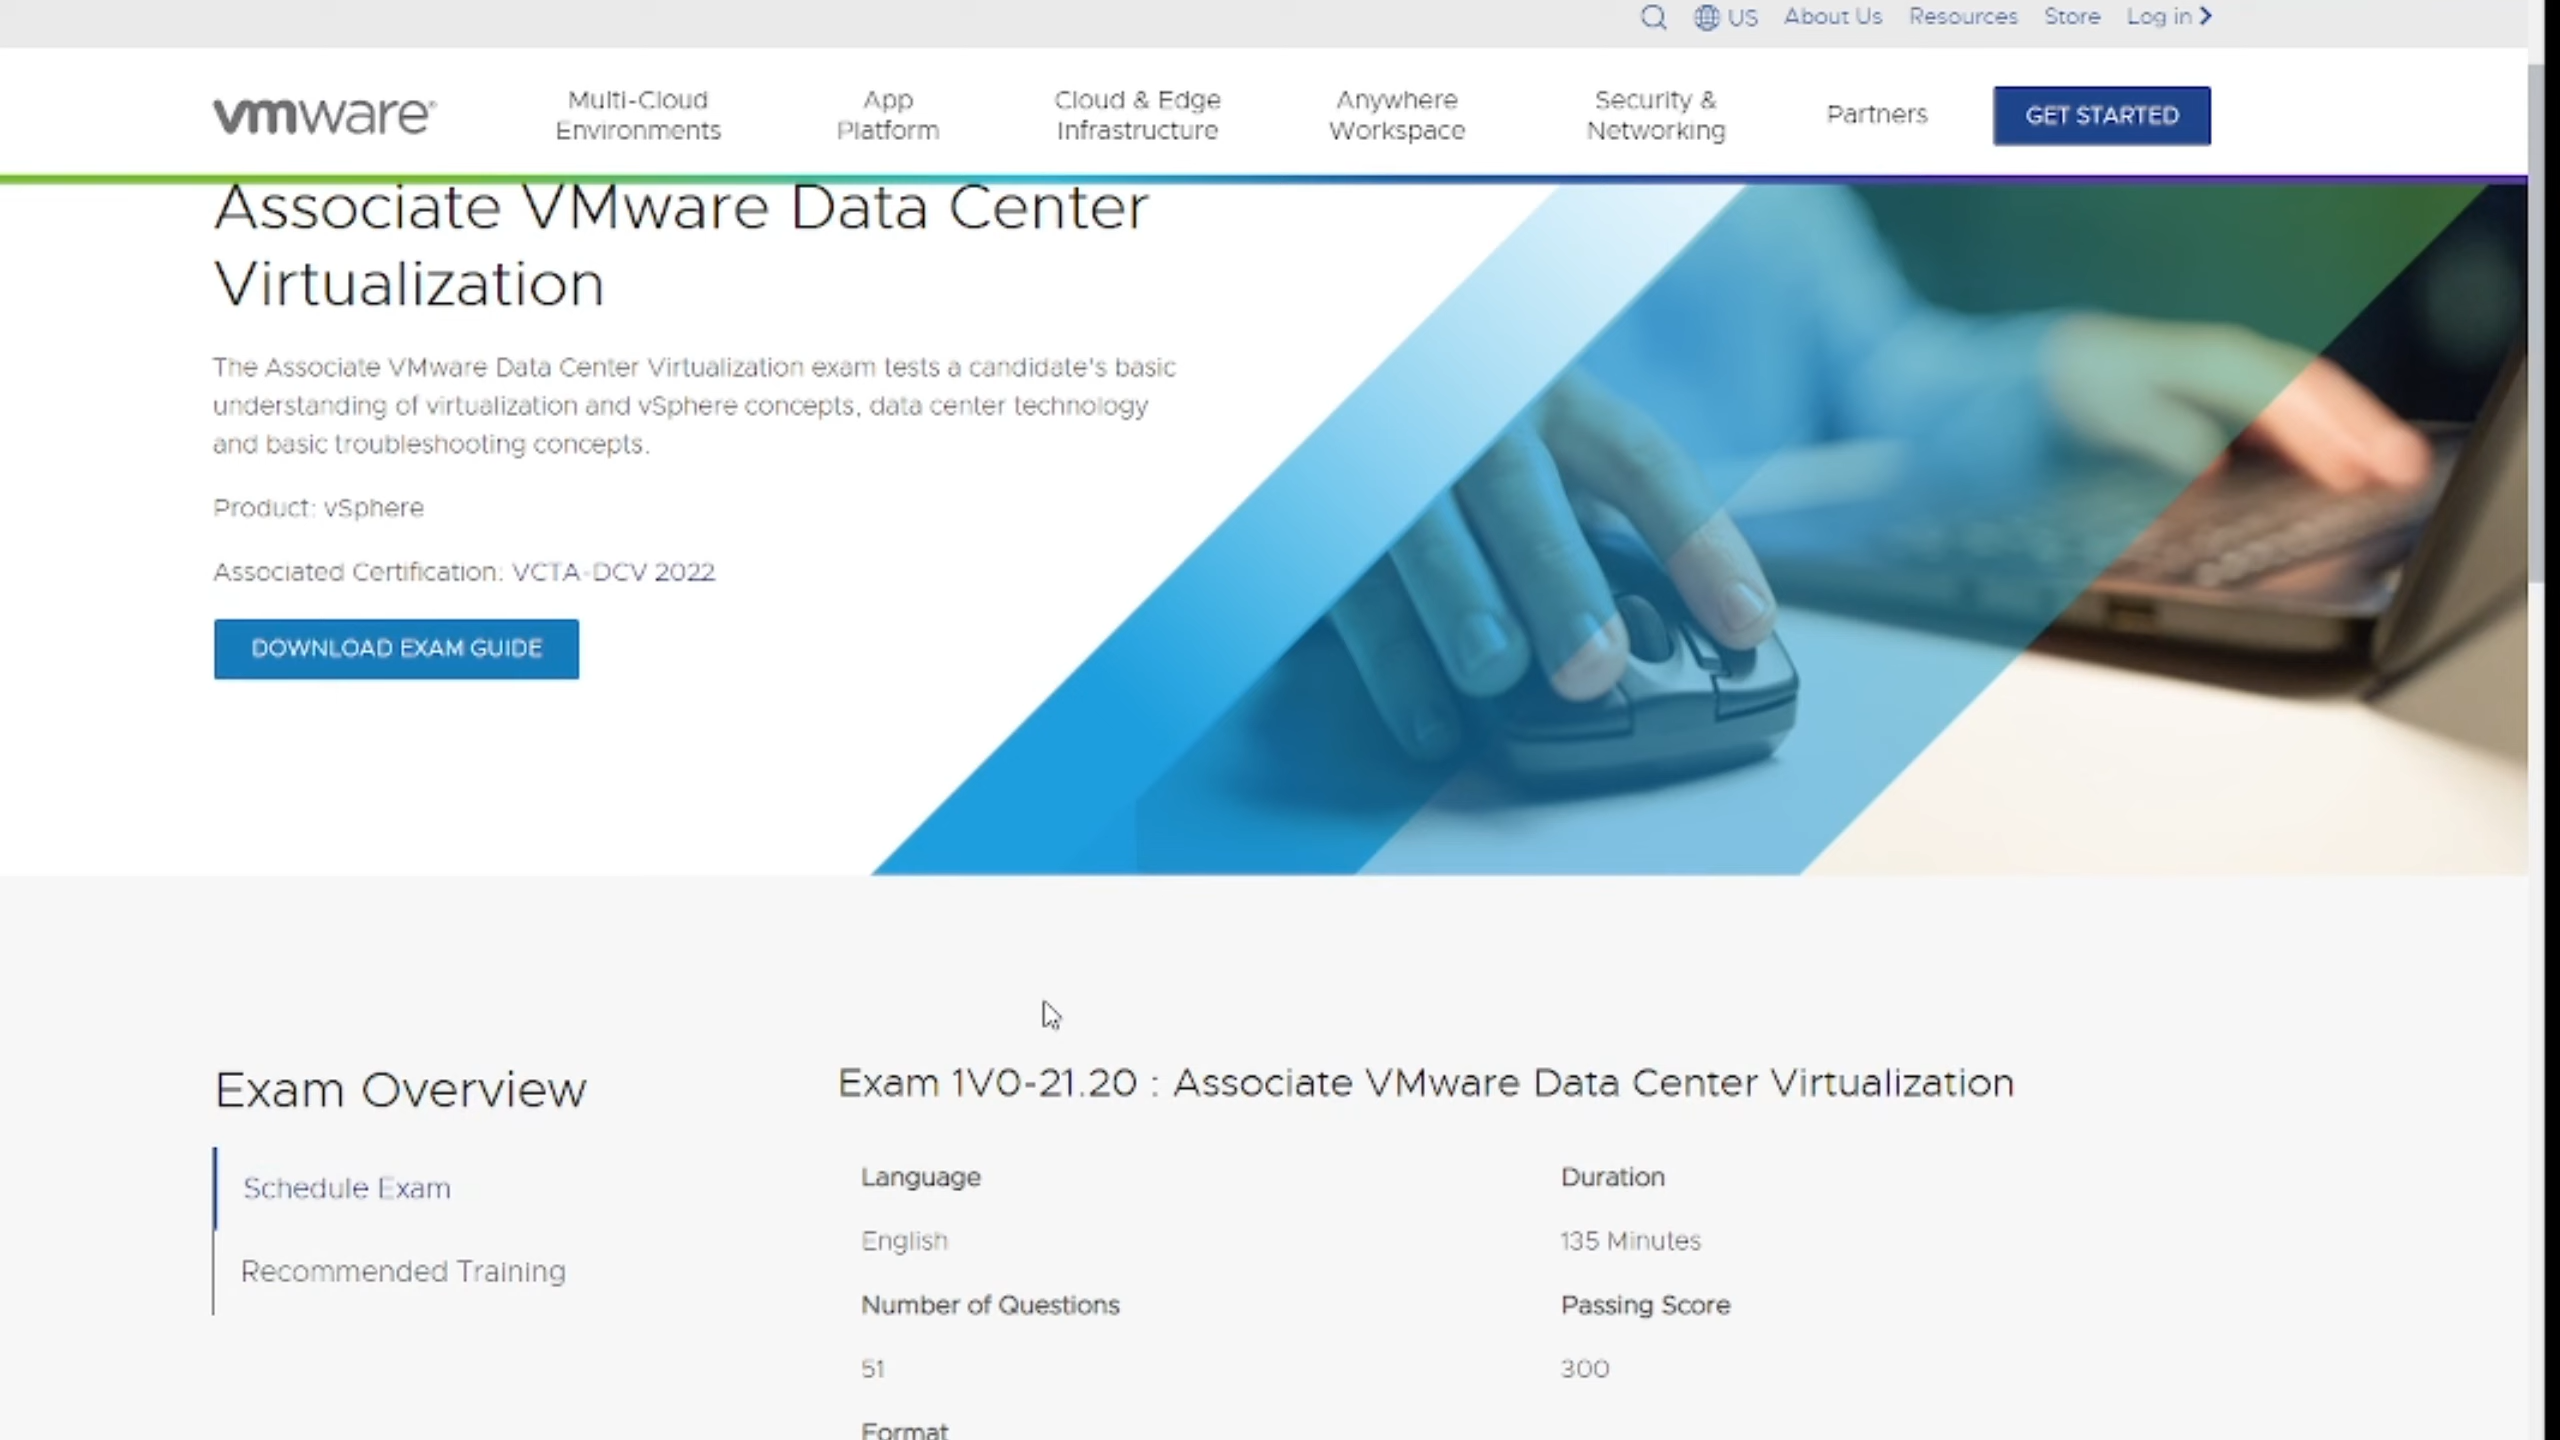 US About Us Resources Store Log in
vmware®
Multi-Cloud Environments
App Platform
Cloud & Edge Infrastructure
Anywhere Workspace
Security & Networking
Partners
GET STARTED
Associate VMware Data Center
Virtualization
The Associate VMware Data Center Virtualization exam tests a candidate's basic
understanding of virtualization and vSphere concepts, data center technology
and basic troubleshooting concepts.
Product: vSphere
Associated Certification: VCTA-DCV 2022
DOWNLOAD EXAM GUIDE
Exam Overview
Schedule Exam
Recommended Training
Exam 1V0-21.20 : Associate VMware Data Center Virtualization
Language
English
Number of Questions
51
Format
Duration
135 Minutes
Passing Score
300